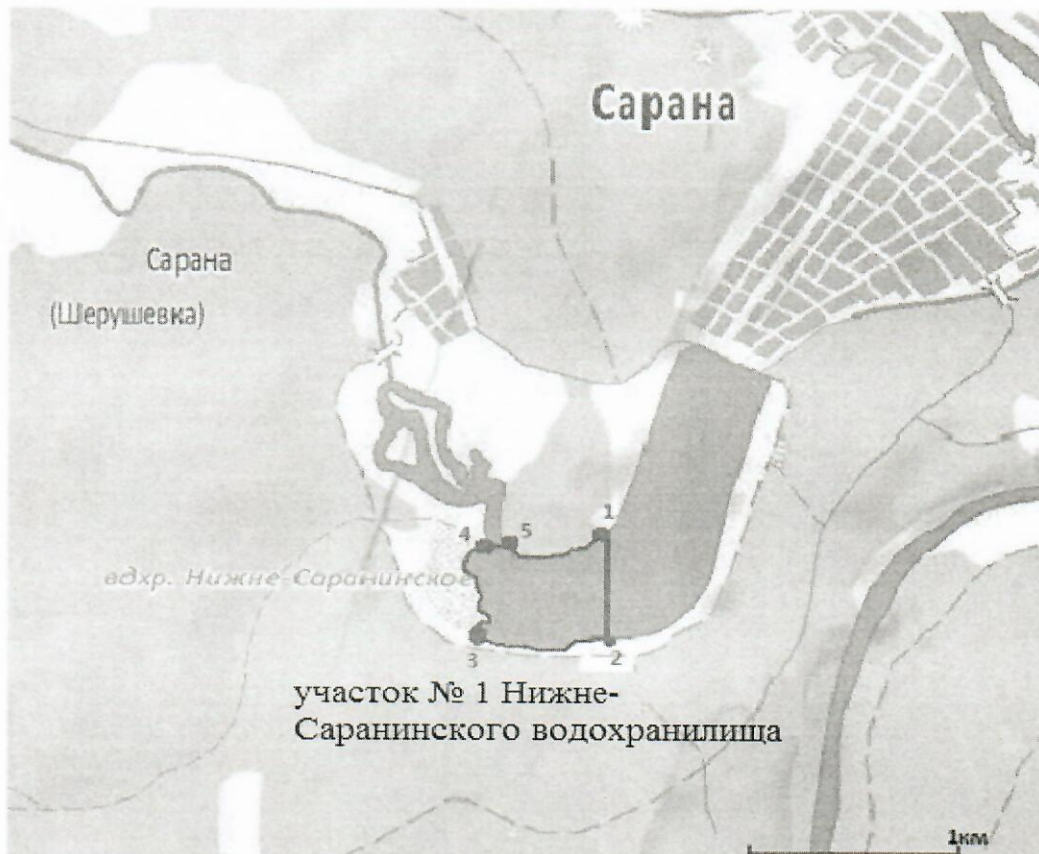 Сарана
Сарана
(Шерушевка)
1
4 5
вдхр. Нижне-Саранинское
3
2
участок № 1 Нижне-
Саранинского водохранилища
1км